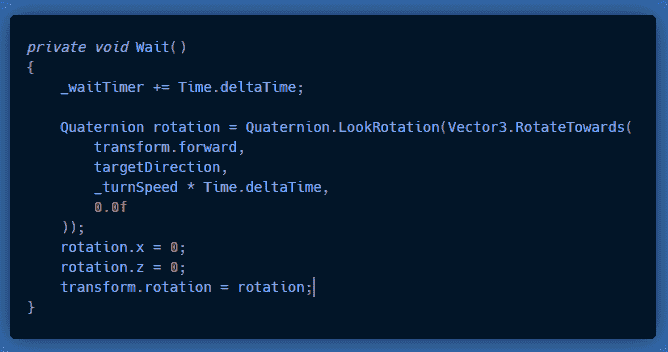 private void Wait()
{
    _waitTimer += Time.deltaTime;

    Quaternion rotation = Quaternion.LookRotation(Vector3.RotateTowards(
        transform.forward,
        targetDirection,
        _turnSpeed * Time.deltaTime,
        0.0f
    ));
    rotation.x = 0;
    rotation.z = 0;
    transform.rotation = rotation;
}